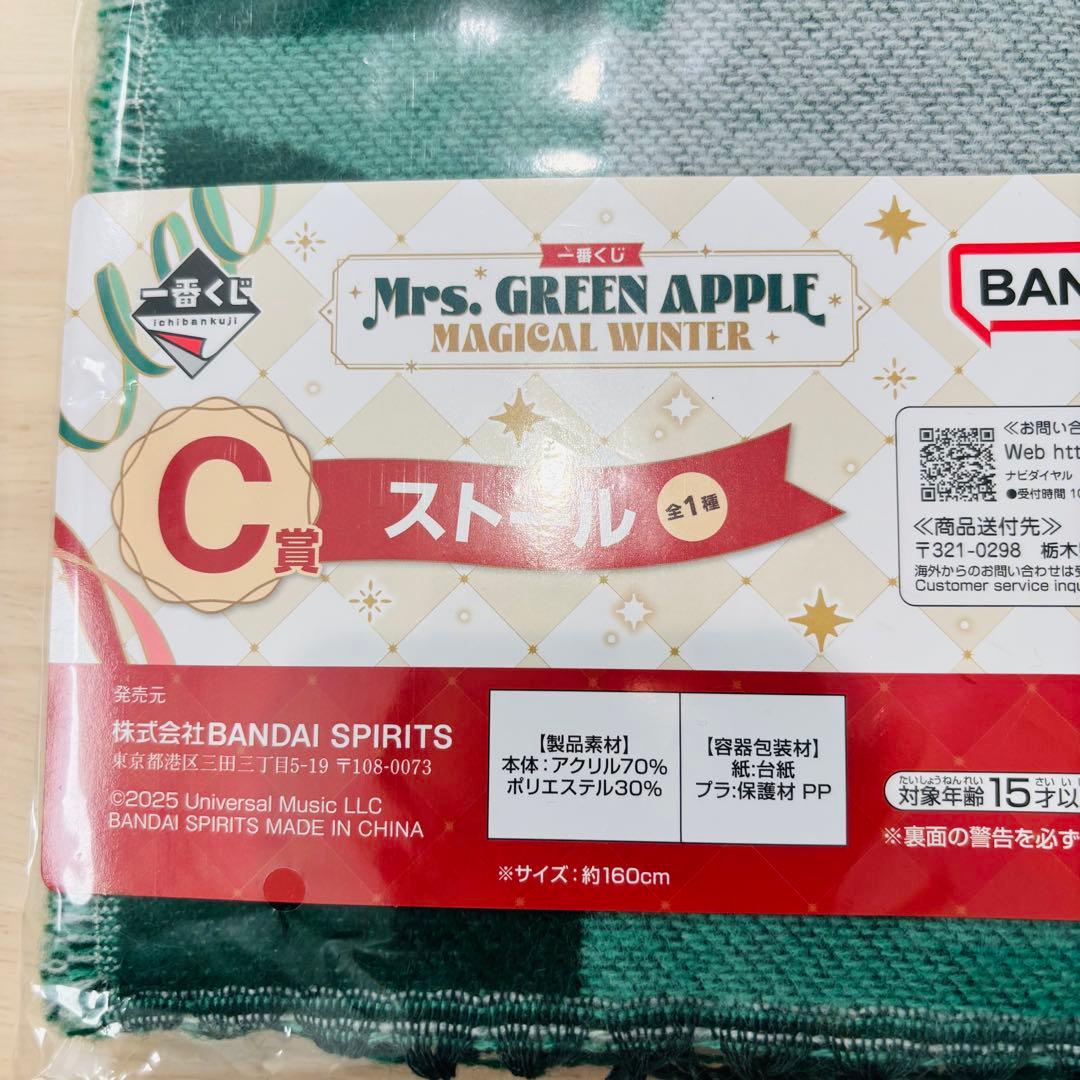 一番くじ
ichibankuji
一番くじ
Mrs. GREEN APPLE
MAGICAL WINTER
BAN
C賞
ストール
全1種
≪お問い合
Web htt
ナビダイヤル
●受付時間 10
≪商品送付先≫
〒321-0298 栃木
海外からのお問い合わせは受
Customer service inqu
発売元
株式会社BANDAI SPIRITS
東京都港区三田三丁目5-19 〒108-0073
©2025 Universal Music LLC
BANDAI SPIRITS MADE IN CHINA
【製品素材】
本体:アクリル70%
ポリエステル30%
【容器包装材】
紙:台紙
プラ:保護材 PP
※サイズ:約160cm
たいしょうねんれい さい い
対象年齢15才以
※裏面の警告を必ず